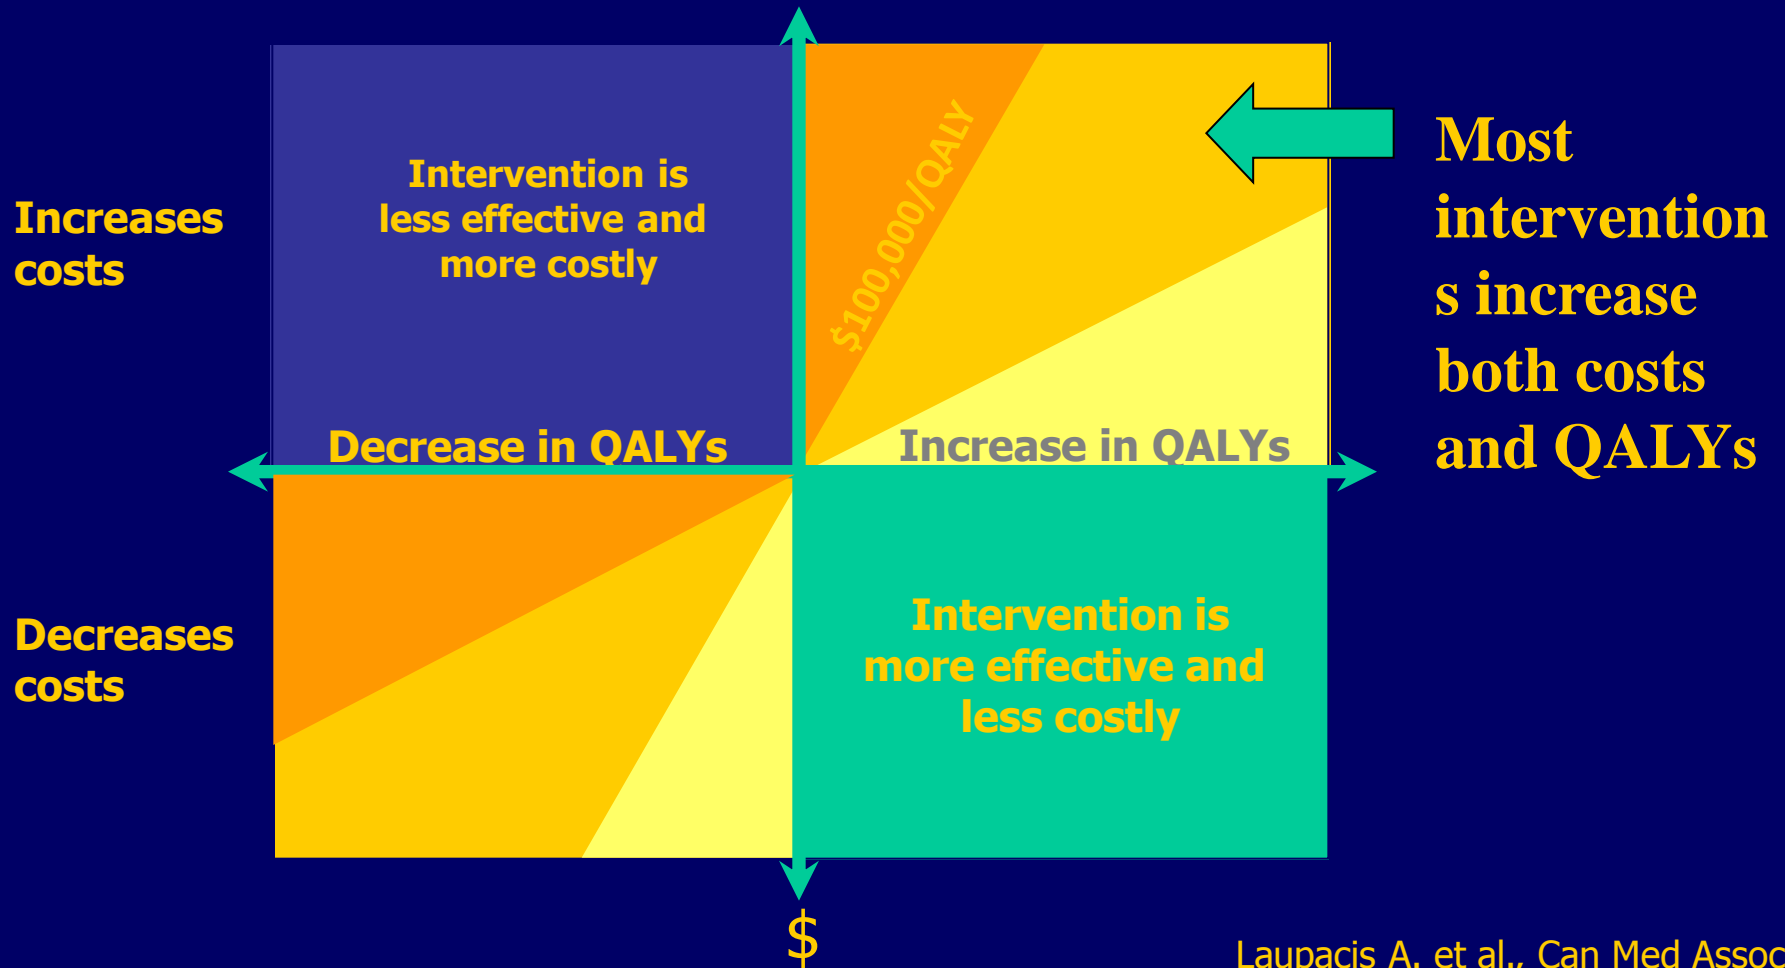 Increases
costs
Intervention is
less effective and
more costly
$100,000/QALY
Most
intervention
s increase
both costs
and QALYs
Decrease in QALYs
Increase in QALYs
Decreases
costs
Intervention is
more effective and
less costly
$
Laupacis A. et al., Can Med Assoc